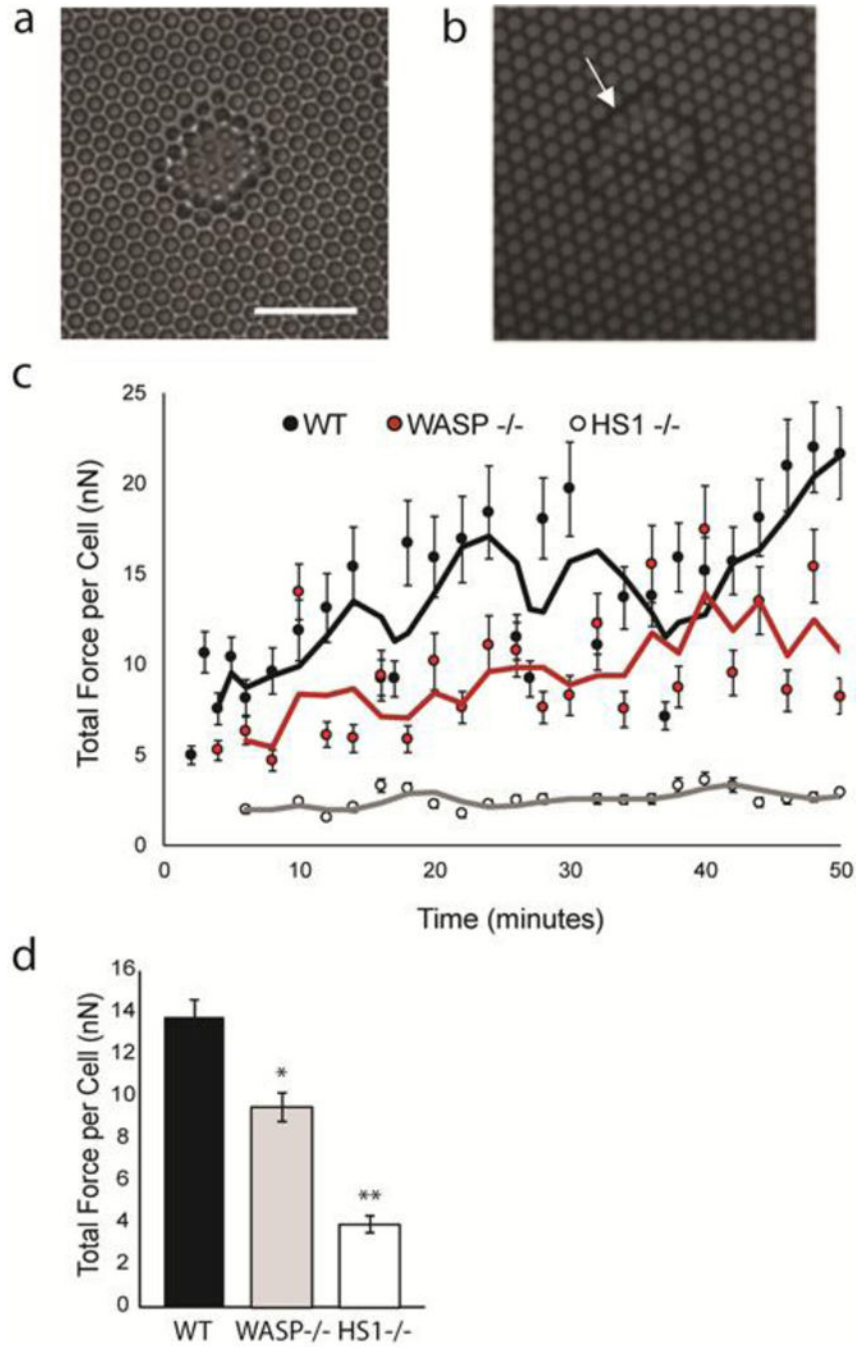 a
b
c
25
20
15
10
5
0
Total Force per Cell (nN)
WT WASP -/- HS1 -/-
0 10 20 30 40 50
Time (minutes)
d
16
14
12
10
8
6
4
2
0
Total Force per Cell (nN)
*
**
WT WASP-/- HS1-/-